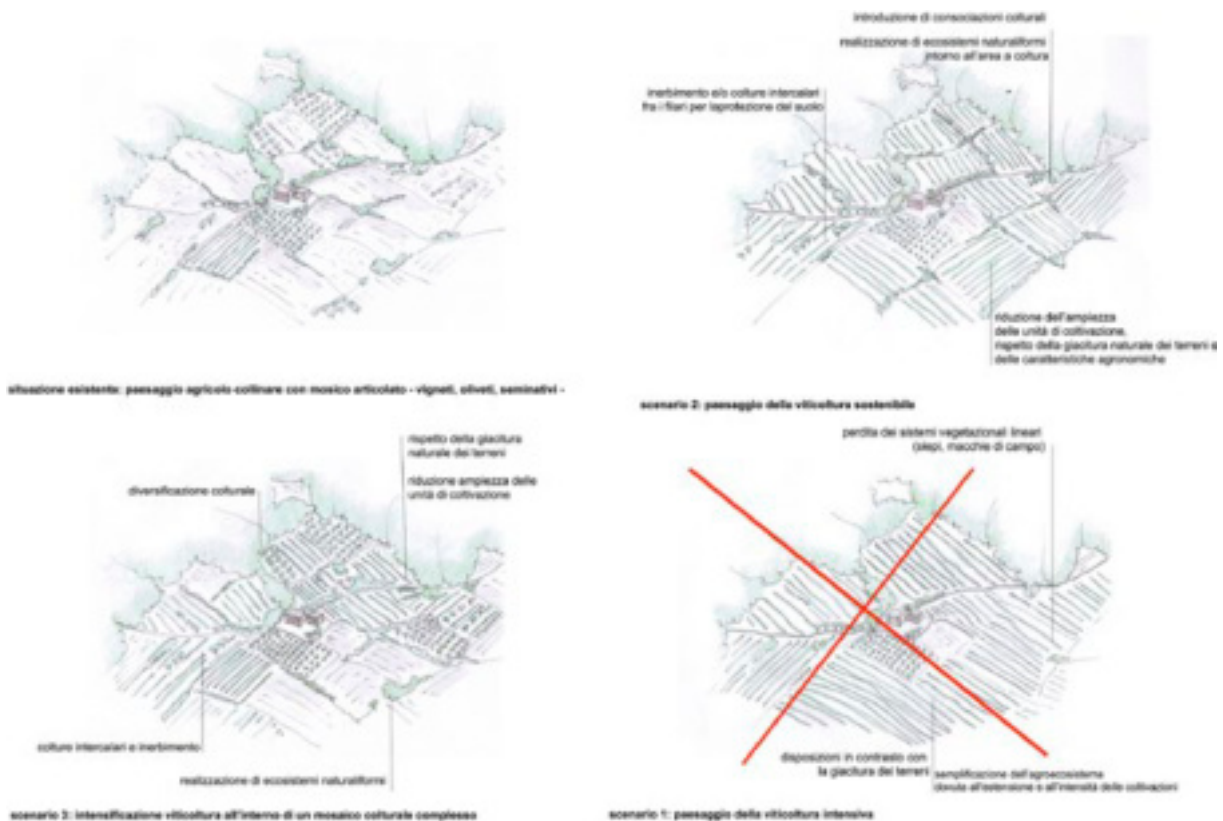 introduzione di consociazioni colturali
realizzazione di ecosistemi naturaliformi
intorno all'area a coltura
inerbimento e/o colture intercalari
fra i filari per laprotezione del suolo
riduzione dell'ampiezza
delle unità di coltivazione,
rispetto della giacitura naturale dei terreni e
delle caratteristiche agronomiche
situazione esistente: paesaggio agricolo collinare con mosaico articolato - vigneti, oliveti, seminativi -
scenario 2: paesaggio della viticoltura sostenibile
rispetto della giacitura
naturale dei terreni
riduzione ampiezza delle
unità di coltivazione
diversificazione colturale
colture intercalari e inerbimento
realizzazione di ecosistemi naturaliformi
scenario 3: intensificazione viticoltura all'interno di un mosaico colturale complesso
perdita dei sistemi vegetazionali lineari
(siepi, macchie di campo)
disposizioni in contrasto con
la giacitura dei terreni
semplificazione dell'agroecosistema
dovuta all'estensione e all'intensità delle coltivazioni
scenario 1: paesaggio della viticoltura intensiva